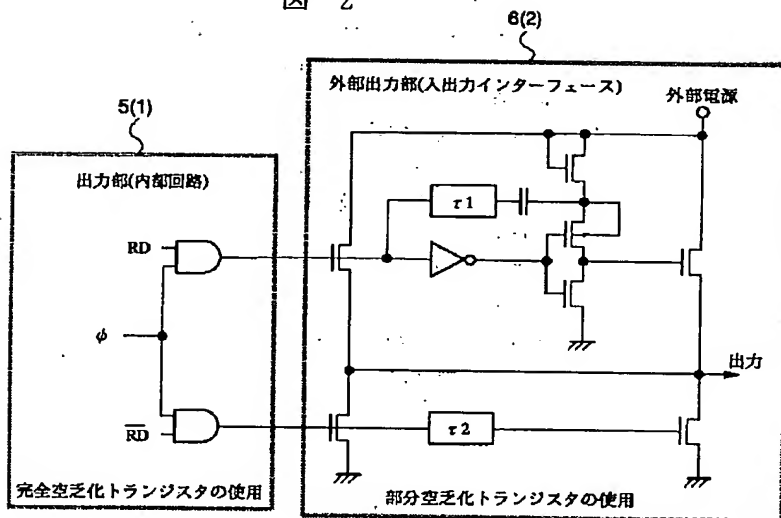 図 2
6(2)
5(1)
外部出力部(入出力インターフェース)
外部電源
出力部(内部回路)
RD
τ1
φ
出力
R̅D̅
τ2
完全空乏化トランジスタの使用
部分空乏化トランジスタの使用